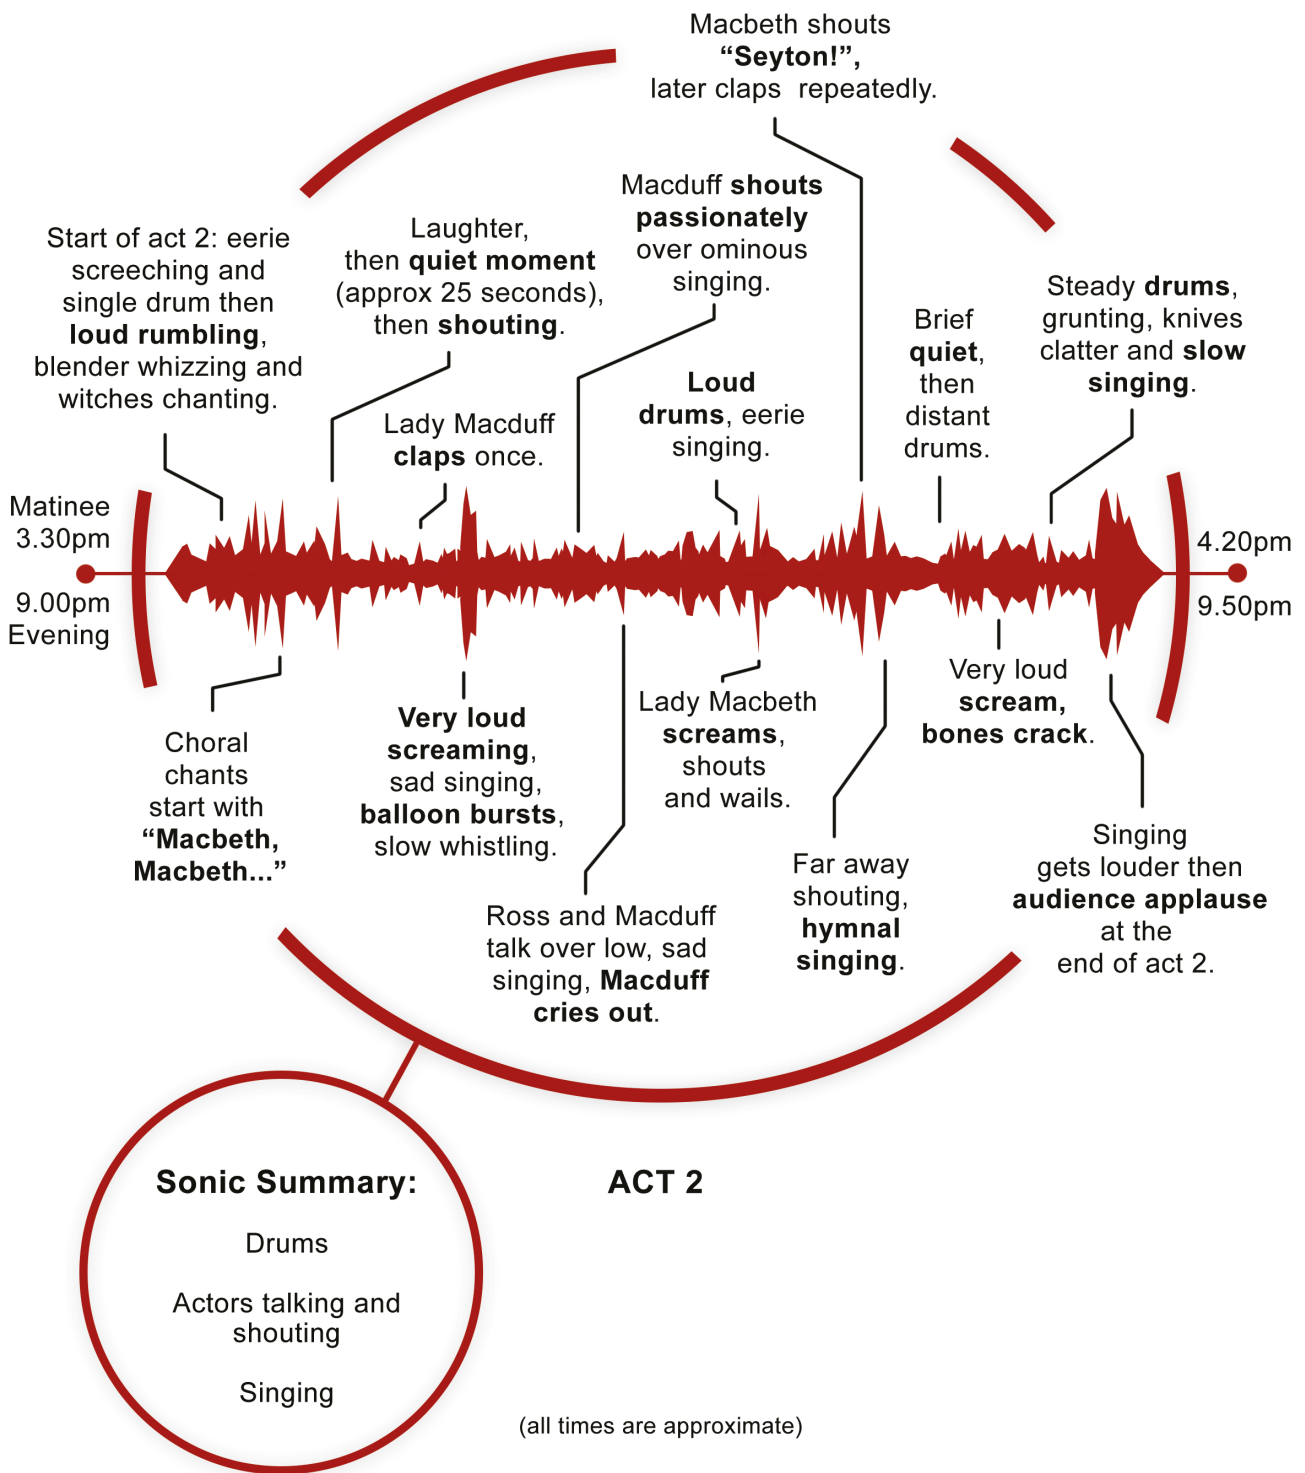 Macbeth shouts
“Seyton!”,
later claps repeatedly.
Macduff shouts
passionately
over ominous
singing.
Laughter,
then quiet moment
(approx 25 seconds),
then shouting.
Start of act 2: eerie
screeching and
single drum then
loud rumbling,
blender whizzing and
witches chanting.
Steady drums,
grunting, knives
clatter and slow
singing.
Brief
quiet,
then
distant
drums.
Loud
drums, eerie
singing.
Lady Macduff
claps once.
Matinee
3.30pm
9.00pm
Evening
4.20pm
9.50pm
Choral
chants
start with
“Macbeth,
Macbeth...”
Very loud
screaming,
sad singing,
balloon bursts,
slow whistling.
Ross and Macduff
talk over low, sad
singing, Macduff
cries out.
Lady Macbeth
screams,
shouts
and wails.
Far away
shouting,
hymnal
singing.
Very loud
scream,
bones crack.
Singing
gets louder then
audience applause
at the
end of act 2.
Sonic Summary:
Drums
Actors talking and
shouting
Singing
ACT 2
(all times are approximate)